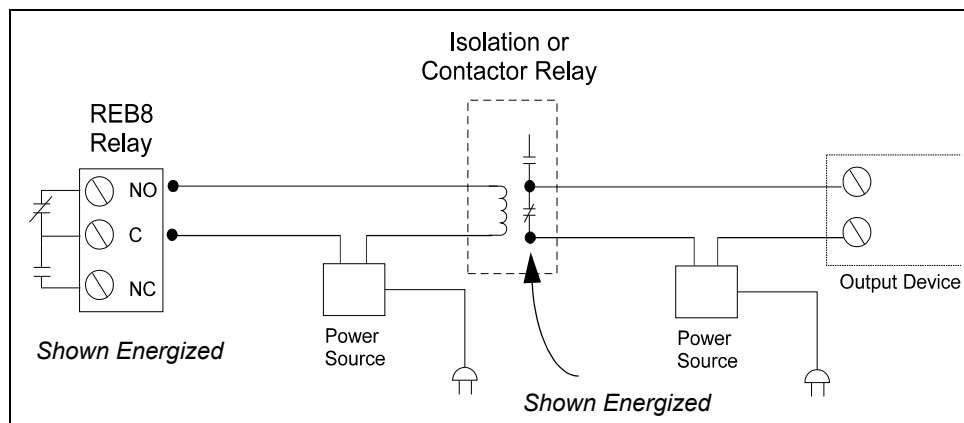 Isolation or
Contactor Relay
REB8
Relay
NO
C
NC
Shown Energized
Power
Source
Shown Energized
Power
Source
Output Device